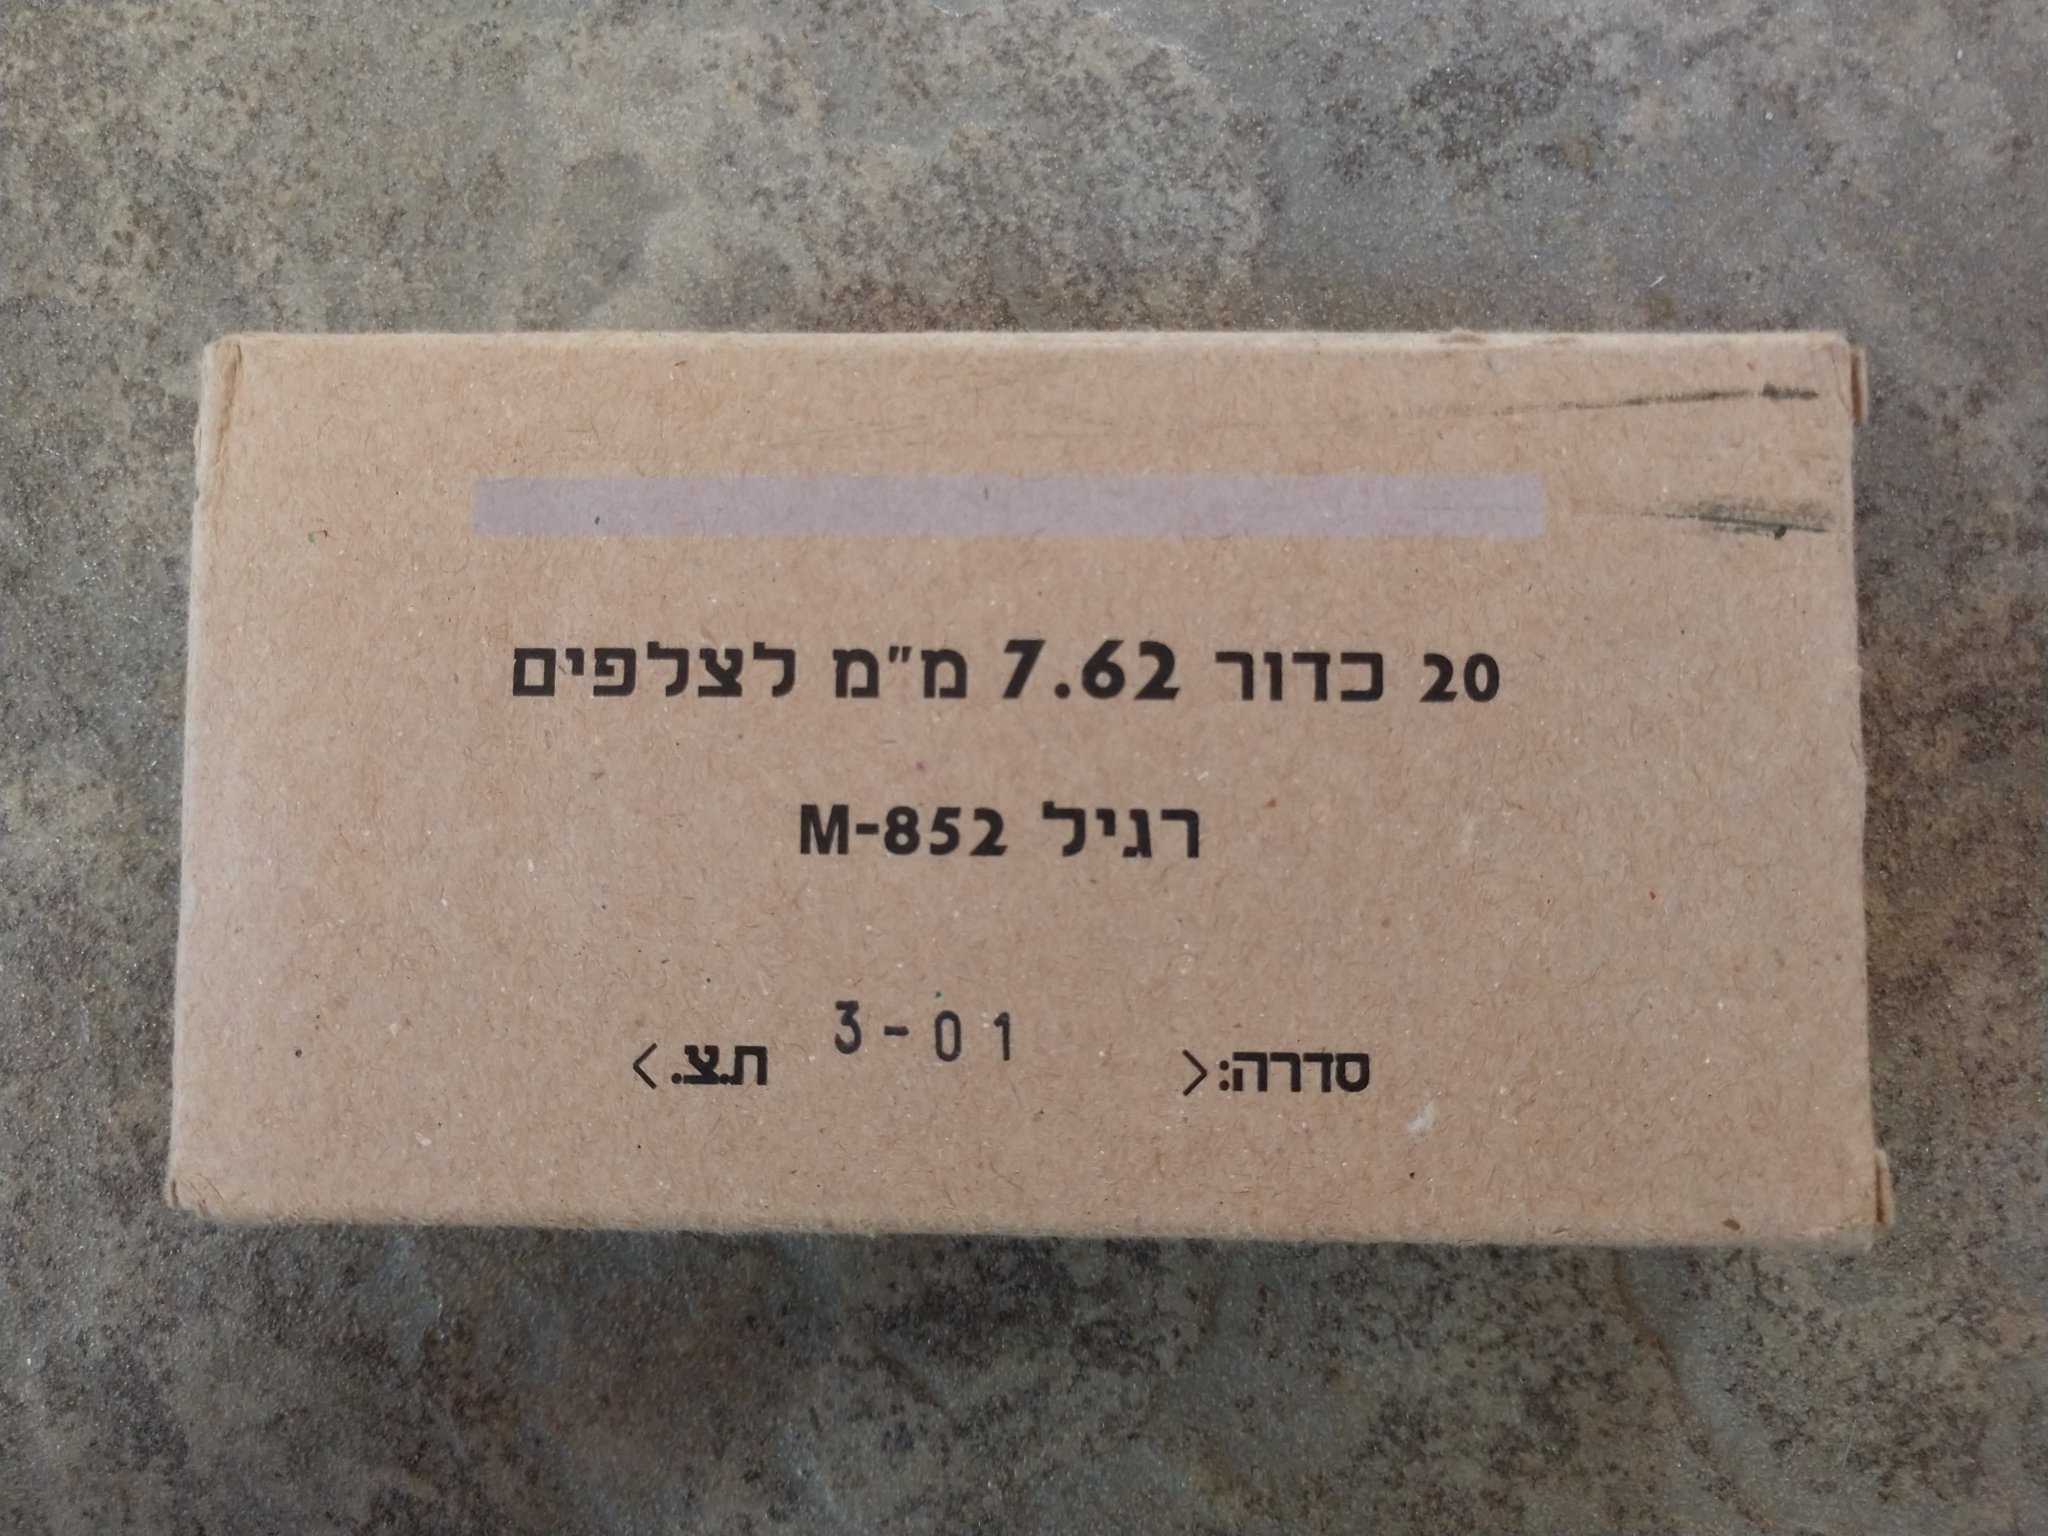 20 כדור 7.62 מ"מ לצלפים
רגיל M-852
סדרה: < 3-01 ת.צ. >